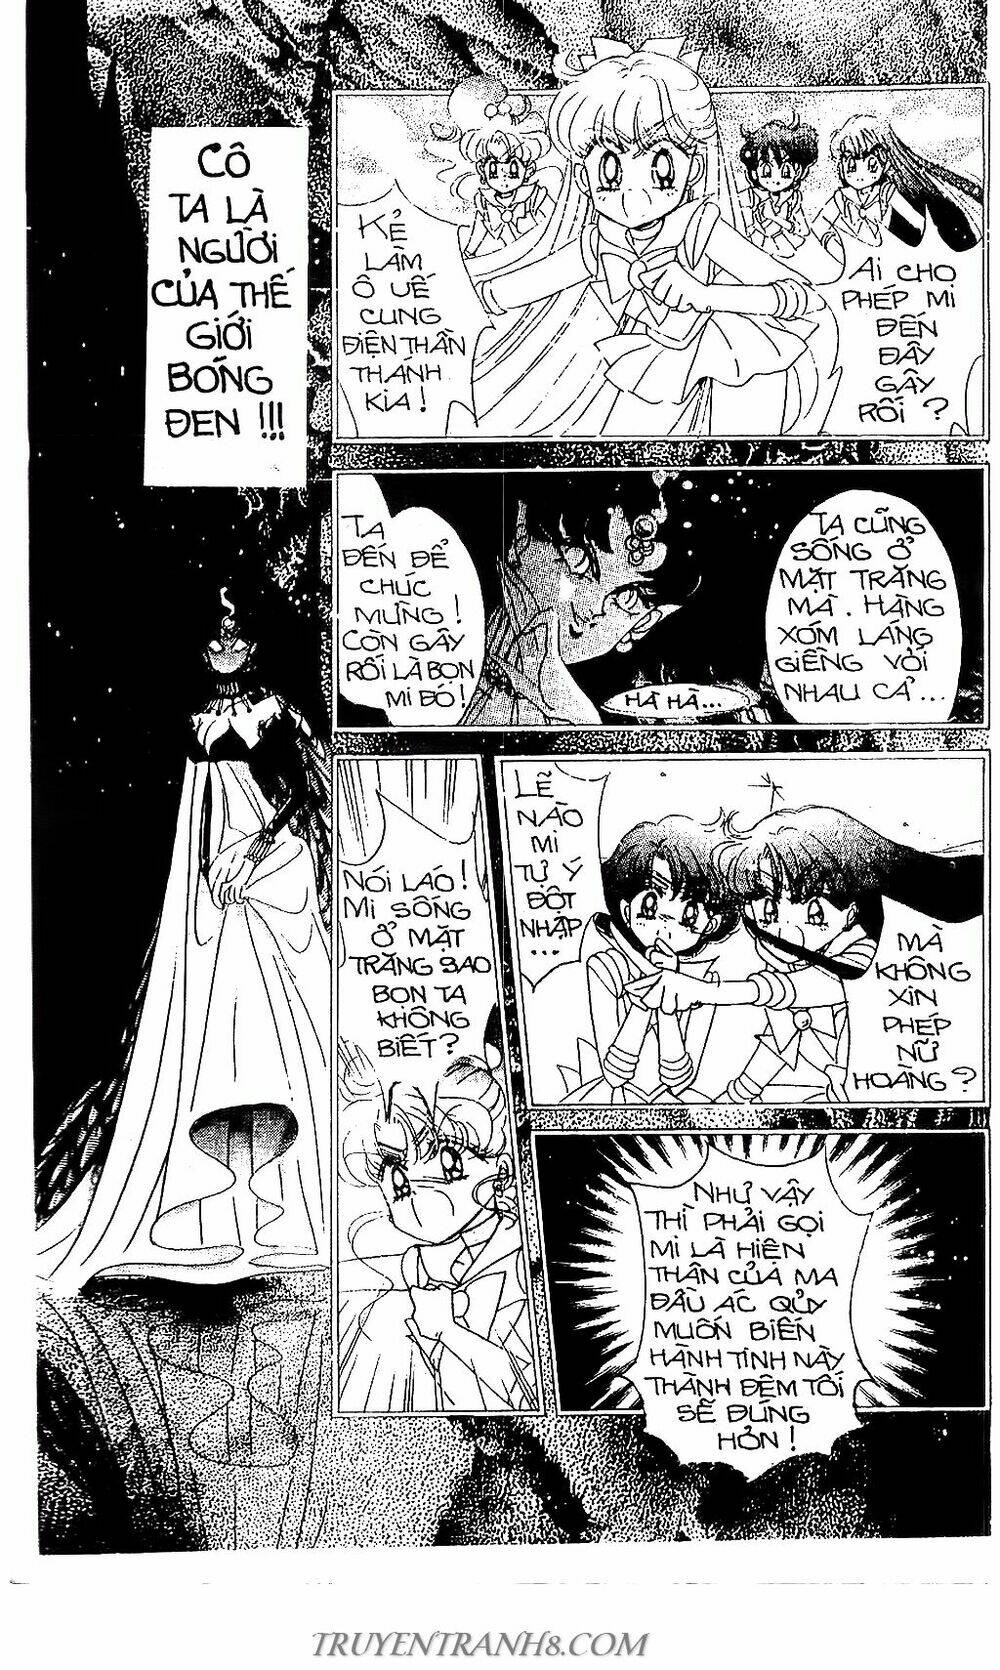 CÔ
TA LÀ
NGƯỜI
CỦA THẾ
GIỚI
BÓNG
ĐEN !!!
KẺ
LÀM
Ô UẾ
CUNG
ĐIỆN THẦN
THÁNH
KIA !
AI CHO
PHÉP MI
ĐẾN
ĐÂY
GÂY
RỐI ?
TA
ĐẾN ĐỂ
CHÚC
MỪNG !
CÒN GÂY
RỐI LÀ BỌN
MI ĐÓ !
HÀ HÀ...
TA CŨNG
SỐNG Ở
MẶT TRĂNG
MÀ. HÀNG
XÓM LÁNG
GIỀNG VỚI
NHAU CẢ...
NÓI LÁO !
MI SỐNG
Ở MẶT
TRĂNG SAO
BỌN TA
KHÔNG
BIẾT ?
LẼ
NÀO
MI
TỰ Ý
ĐỘT
NHẬP
...
MÀ
KHÔNG
XIN
PHÉP
NỮ
HOÀNG ?
NHƯ VẬY
THÌ PHẢI GỌI
MI LÀ HIỆN
THÂN CỦA MA
ĐẦU ÁC QỦY
MUỐN BIẾN
HÀNH TINH NÀY
THÀNH ĐÊM TỐI
SẼ ĐÚNG
HƠN !
TRUYENTRANH8.COM